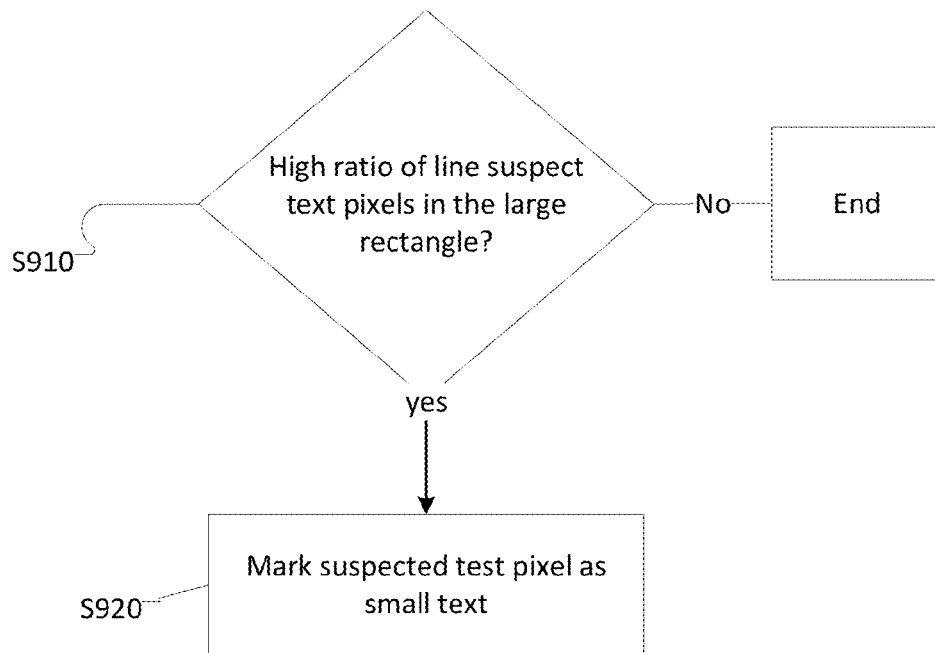 High ratio of line suspect
text pixels in the large
rectangle?
No
End
S910
yes
Mark suspected test pixel as
small text
S920